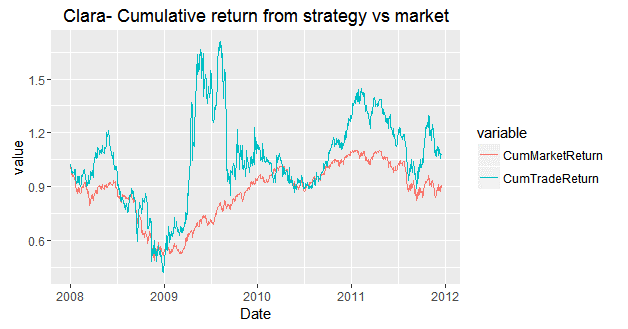 Clara- Cumulative return from strategy vs market
value
1.5
1.2
0.9
0.6
2008 2009 2010 2011 2012
Date
variable
CumMarketReturn
CumTradeReturn